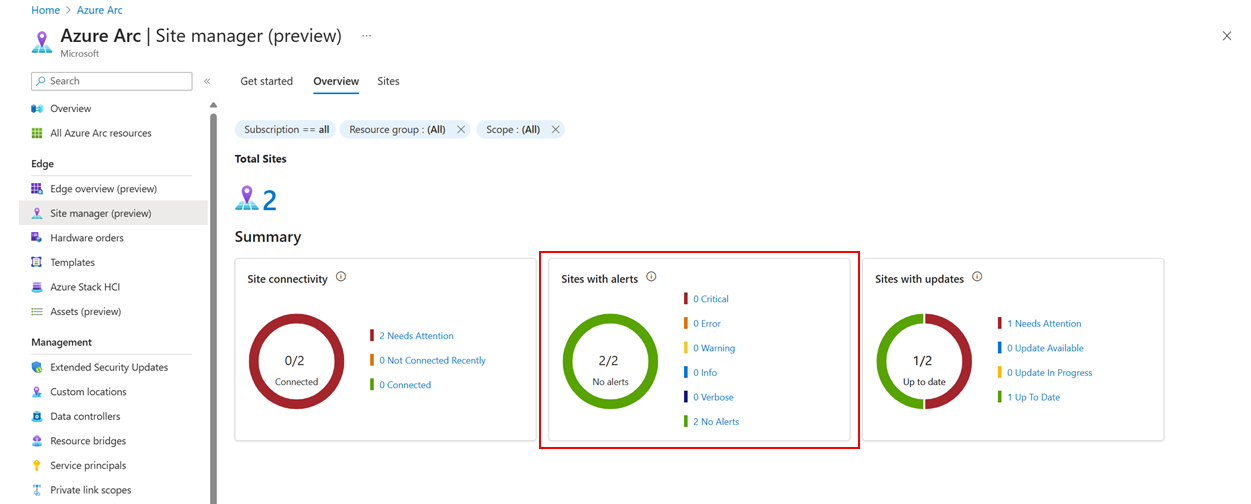 Home > Azure Arc
Azure Arc | Site manager (preview) ...
Microsoft
Search «
Overview
All Azure Arc resources
Edge
Edge overview (preview)
Site manager (preview)
Hardware orders
Templates
Azure Stack HCI
Assets (preview)
Management
Extended Security Updates
Custom locations
Data controllers
Resource bridges
Service principals
Private link scopes
Get started Overview Sites
Subscription == all Resource group : (All) Scope : (All)
Total Sites
2
Summary
Site connectivity
0/2
Connected
2 Needs Attention
0 Not Connected Recently
0 Connected
Sites with alerts
2/2
No alerts
0 Critical
0 Error
0 Warning
0 Info
0 Verbose
2 No Alerts
Sites with updates
1/2
Up to date
1 Needs Attention
0 Update Available
0 Update In Progress
1 Up To Date